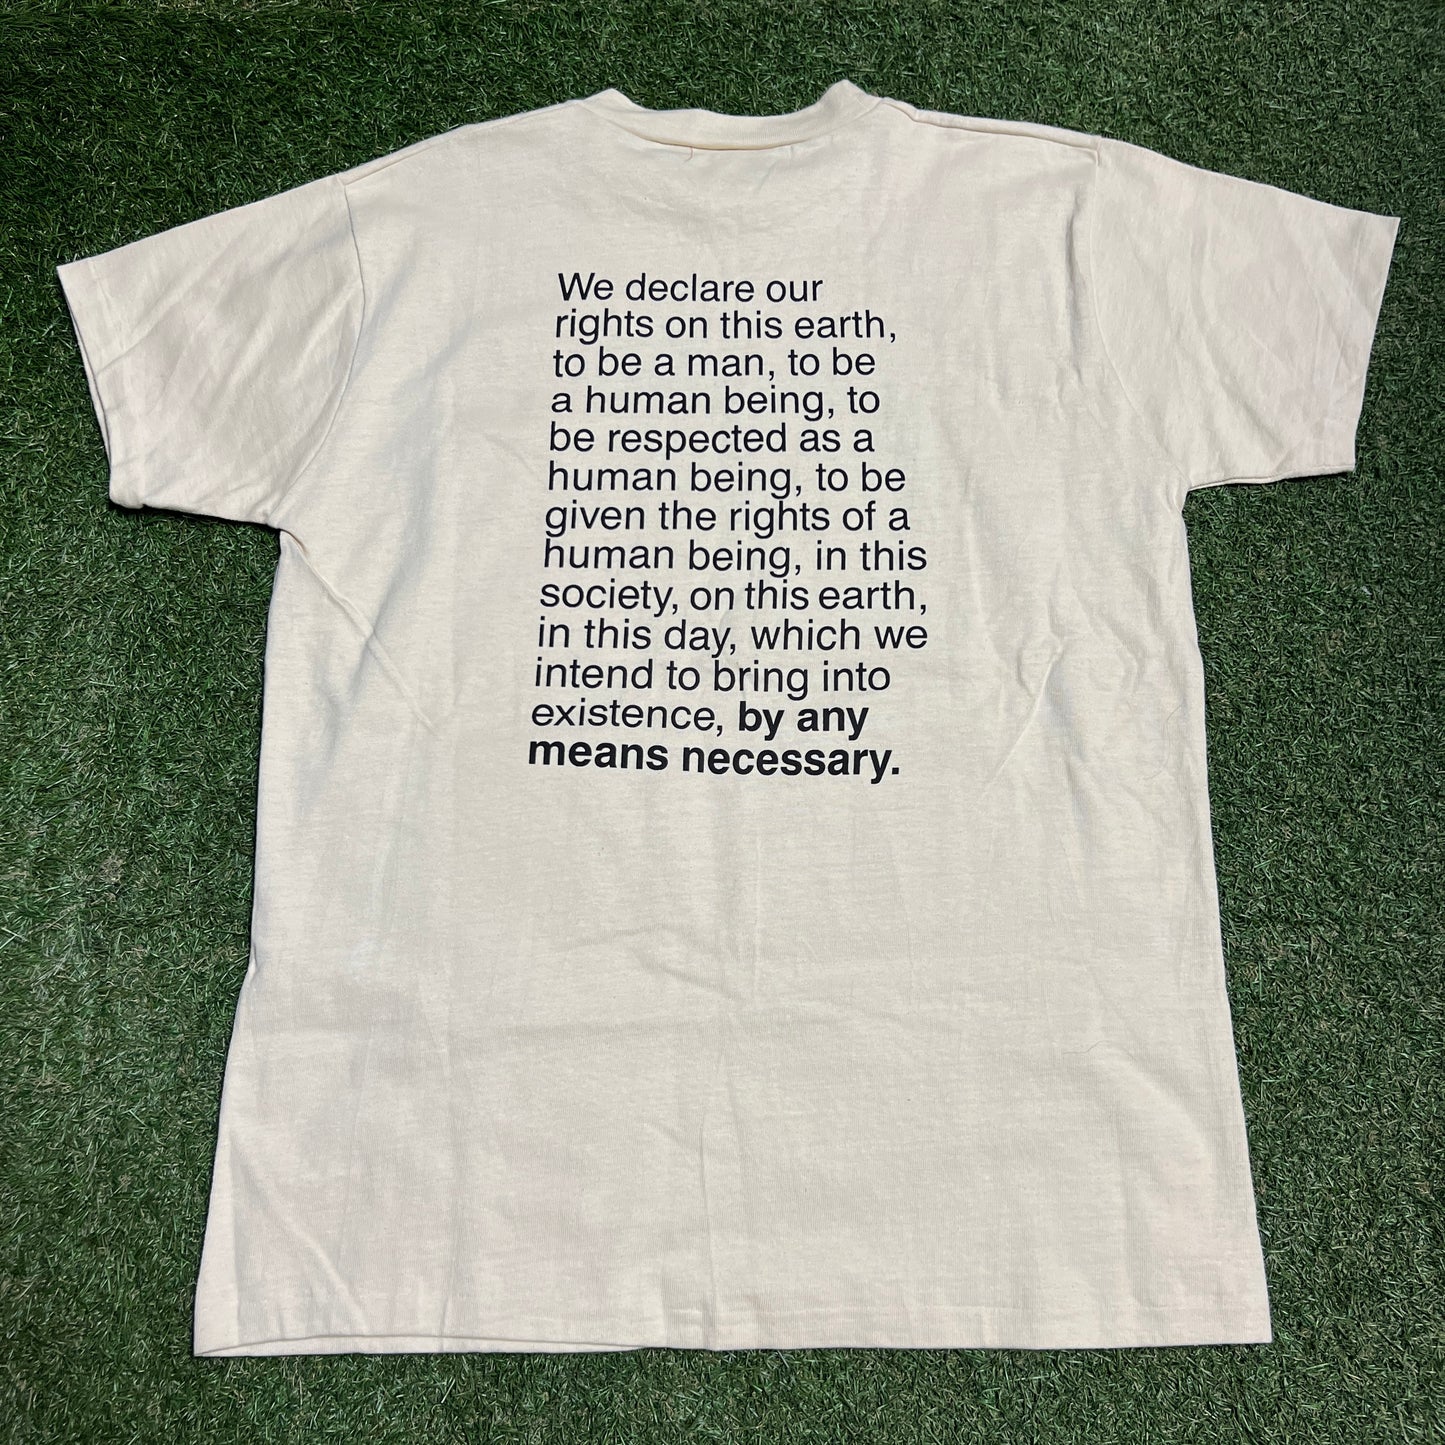 We declare our
rights on this earth,
to be a man, to be
a human being, to
be respected as a
human being, to be
given the rights of a
human being, in this
society, on this earth,
in this day, which we
intend to bring into
existence, by any
means necessary.